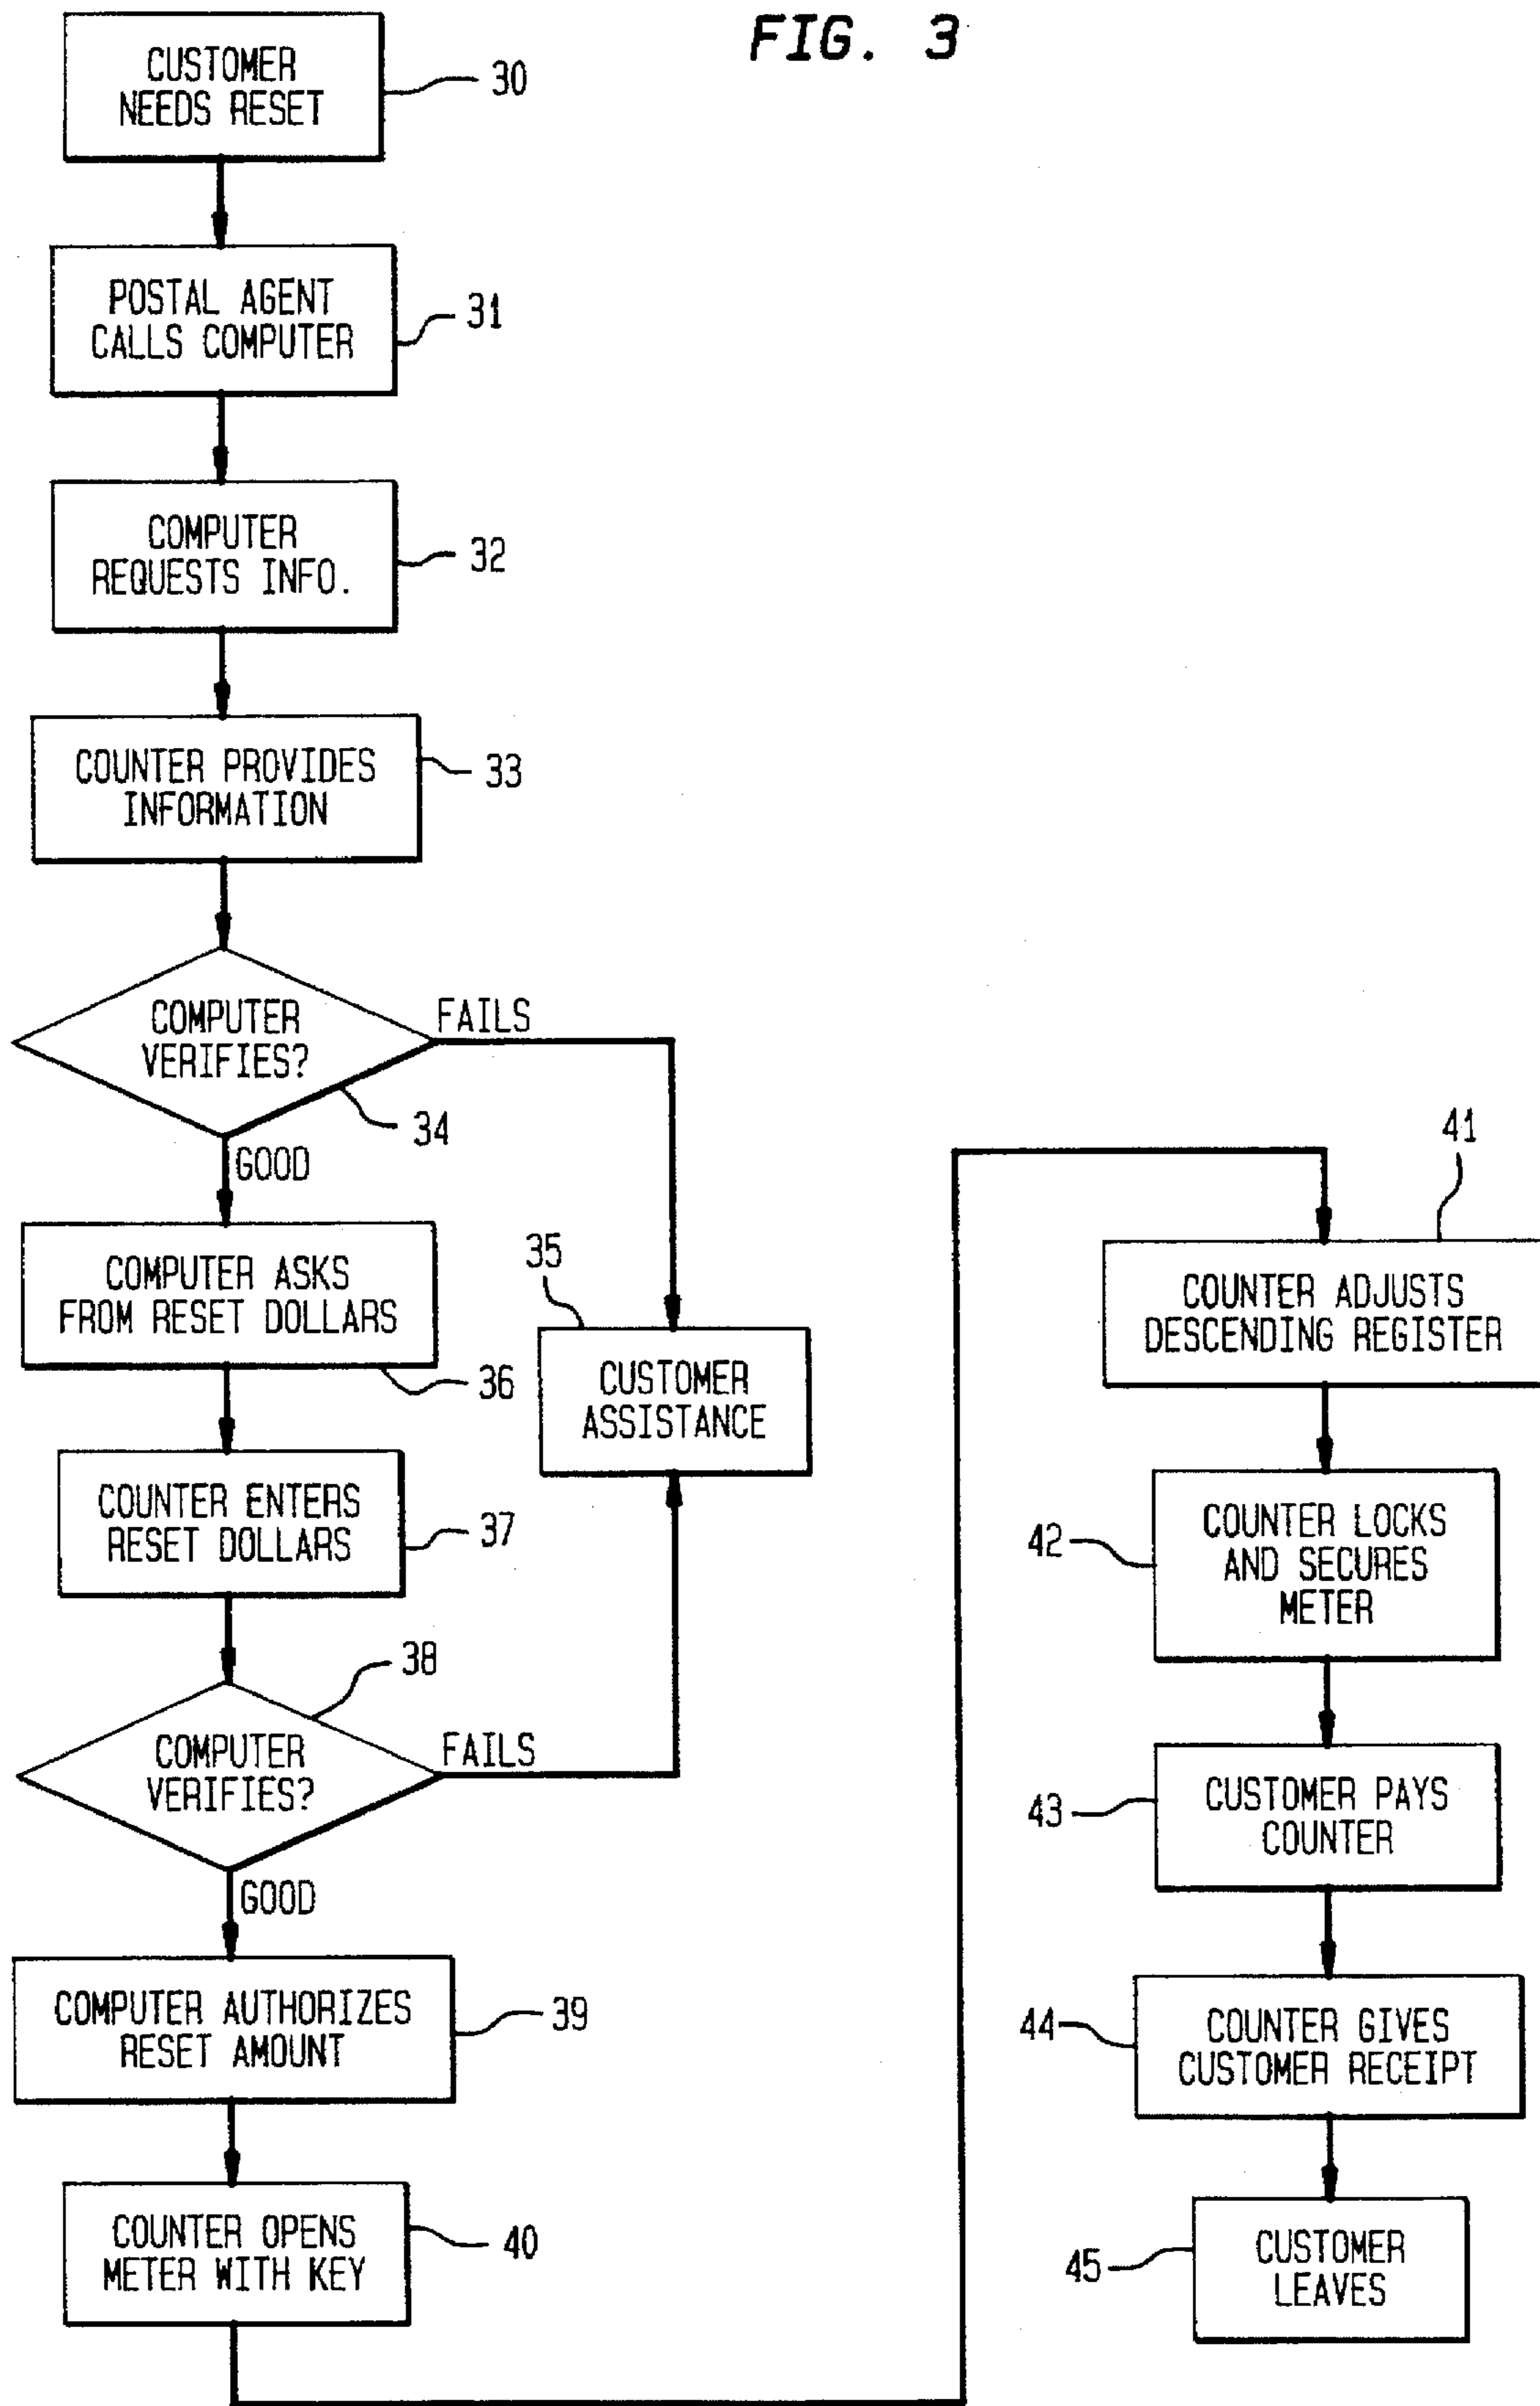 FIG. 3
CUSTOMER
NEEDS RESET
30
POSTAL AGENT
CALLS COMPUTER
31
COMPUTER
REQUESTS INFO.
32
COUNTER PROVIDES
INFORMATION
33
COMPUTER
VERIFIES?
FAILS
34
GOOD
COMPUTER ASKS
FROM RESET DOLLARS
36
35
CUSTOMER
ASSISTANCE
COUNTER ENTERS
RESET DOLLARS
37
38
COMPUTER
VERIFIES?
FAILS
GOOD
COMPUTER AUTHORIZES
RESET AMOUNT
39
COUNTER OPENS
METER WITH KEY
40
41
COUNTER ADJUSTS
DESCENDING REGISTER
42
COUNTER LOCKS
AND SECURES
METER
43
CUSTOMER PAYS
COUNTER
44
COUNTER GIVES
CUSTOMER RECEIPT
45
CUSTOMER
LEAVES